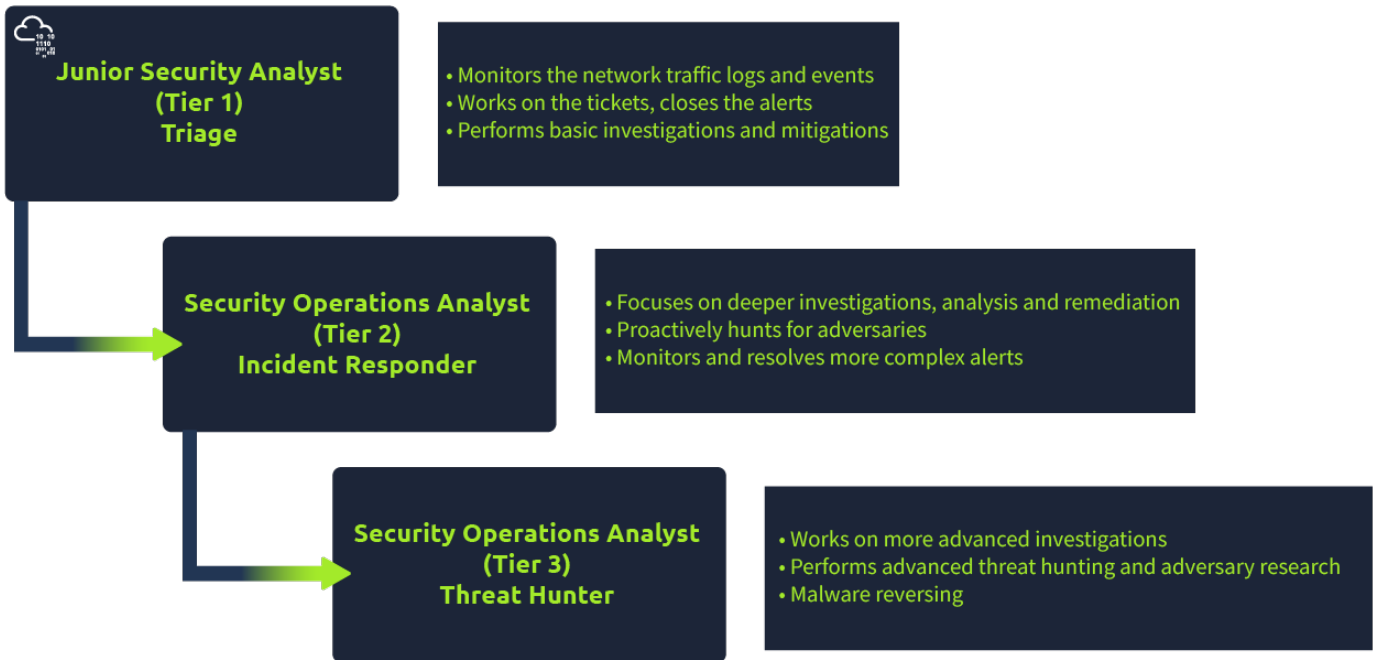 Junior Security Analyst
(Tier 1)
Triage
• Monitors the network traffic logs and events
• Works on the tickets, closes the alerts
• Performs basic investigations and mitigations
Security Operations Analyst
(Tier 2)
Incident Responder
• Focuses on deeper investigations, analysis and remediation
• Proactively hunts for adversaries
• Monitors and resolves more complex alerts
Security Operations Analyst
(Tier 3)
Threat Hunter
• Works on more advanced investigations
• Performs advanced threat hunting and adversary research
• Malware reversing